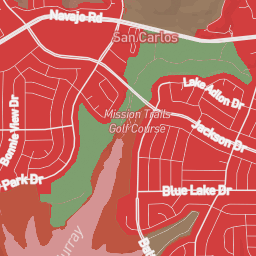 Navajo Rd
San Carlos
Lake Adlon Dr
Mission Trails
Golf Course
Jackson Dr
Bonnie View Dr
Park Dr
Blue Lake Dr
urray